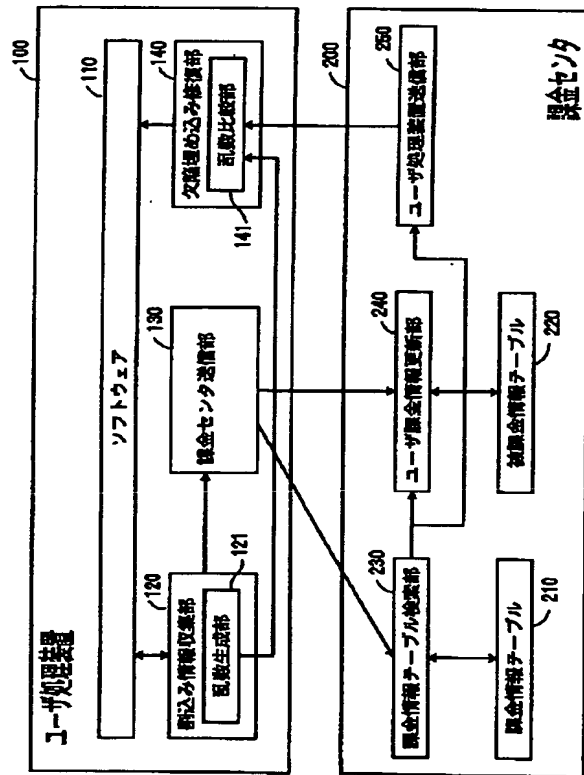 ユーザ処理装置
100
ソフトウェア
110
120
割込み情報収集部
乱数生成部
121
130
課金センタ送信部
140
欠陥埋め込み修復部
乱数比較部
141
200
230
課金情報テーブル検索部
240
ユーザ課金情報更新部
250
ユーザ処理装置送信部
課金情報テーブル
210
被課金情報テーブル
220
課金センタ